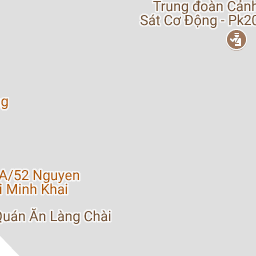 Trung đoàn Cảnh
Sát Cơ Động - Pk20
g
A/52 Nguyen
i Minh Khai
Quán Ăn Làng Chài